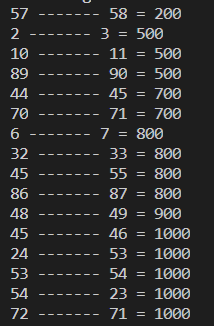 57 ------- 58 = 200
2 ------- 3 = 500
10 ------- 11 = 500
89 ------- 90 = 500
44 ------- 45 = 700
70 ------- 71 = 700
6 ------- 7 = 800
32 ------- 33 = 800
45 ------- 55 = 800
86 ------- 87 = 800
48 ------- 49 = 900
45 ------- 46 = 1000
24 ------- 53 = 1000
53 ------- 54 = 1000
54 ------- 23 = 1000
72 ------- 71 = 1000